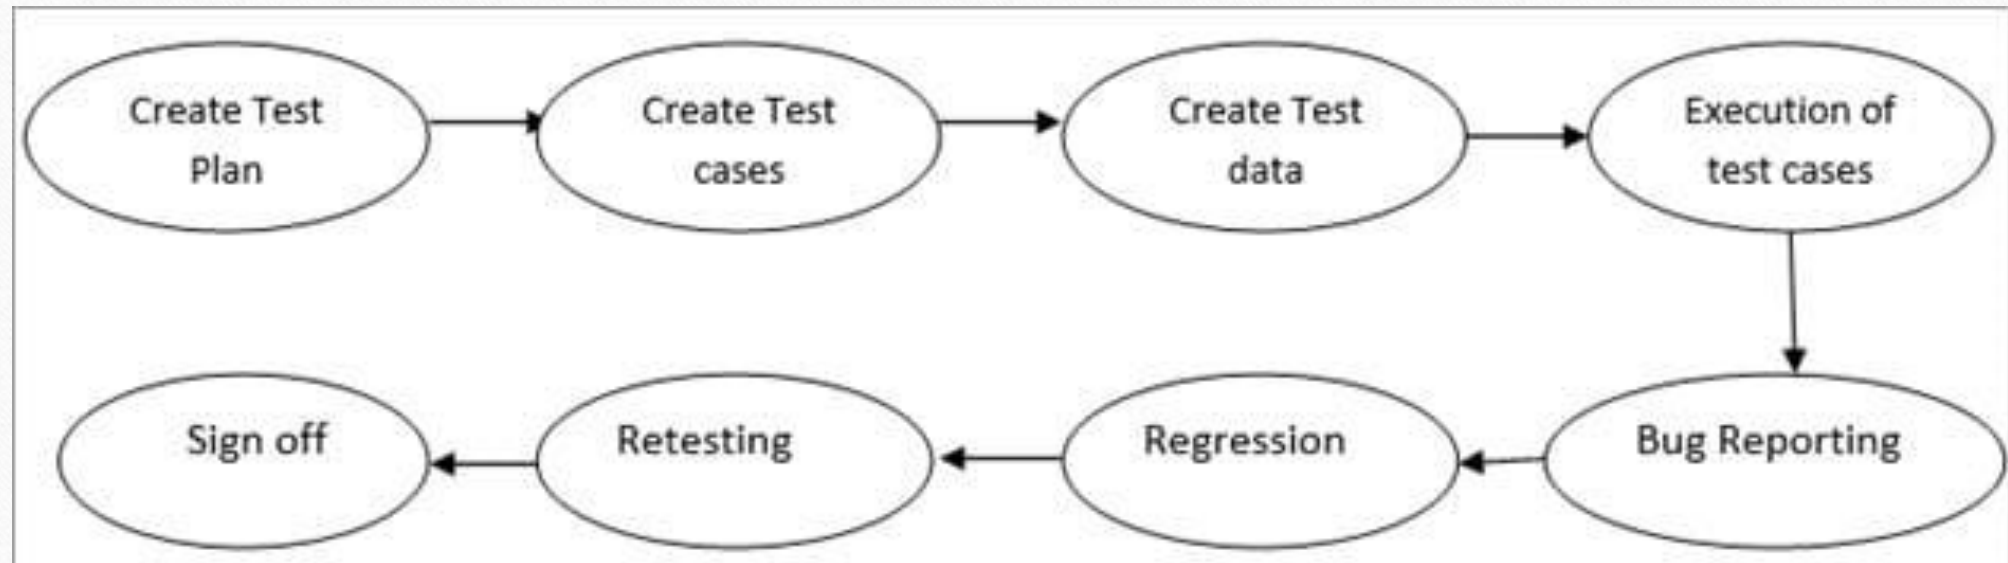 Create Test
Plan
Create Test
cases
Create Test
data
Execution of
test cases
Bug Reporting
Regression
Retesting
Sign off